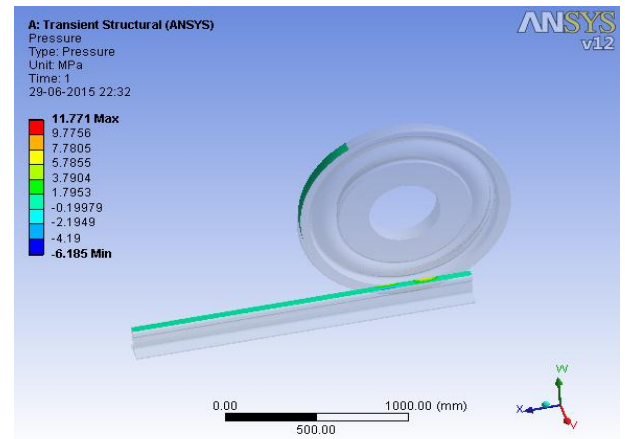 A: Transient Structural (ANSYS)
Pressure
Type: Pressure
Unit: MPa
Time: 1
29-06-2015 22:32
ANSYS
v12
11.771 Max
9.7756
7.7805
5.7855
3.7904
1.7953
-0.19979
-2.1949
-4.19
-6.185 Min
0.00
1000.00 (mm)
500.00
X
Y